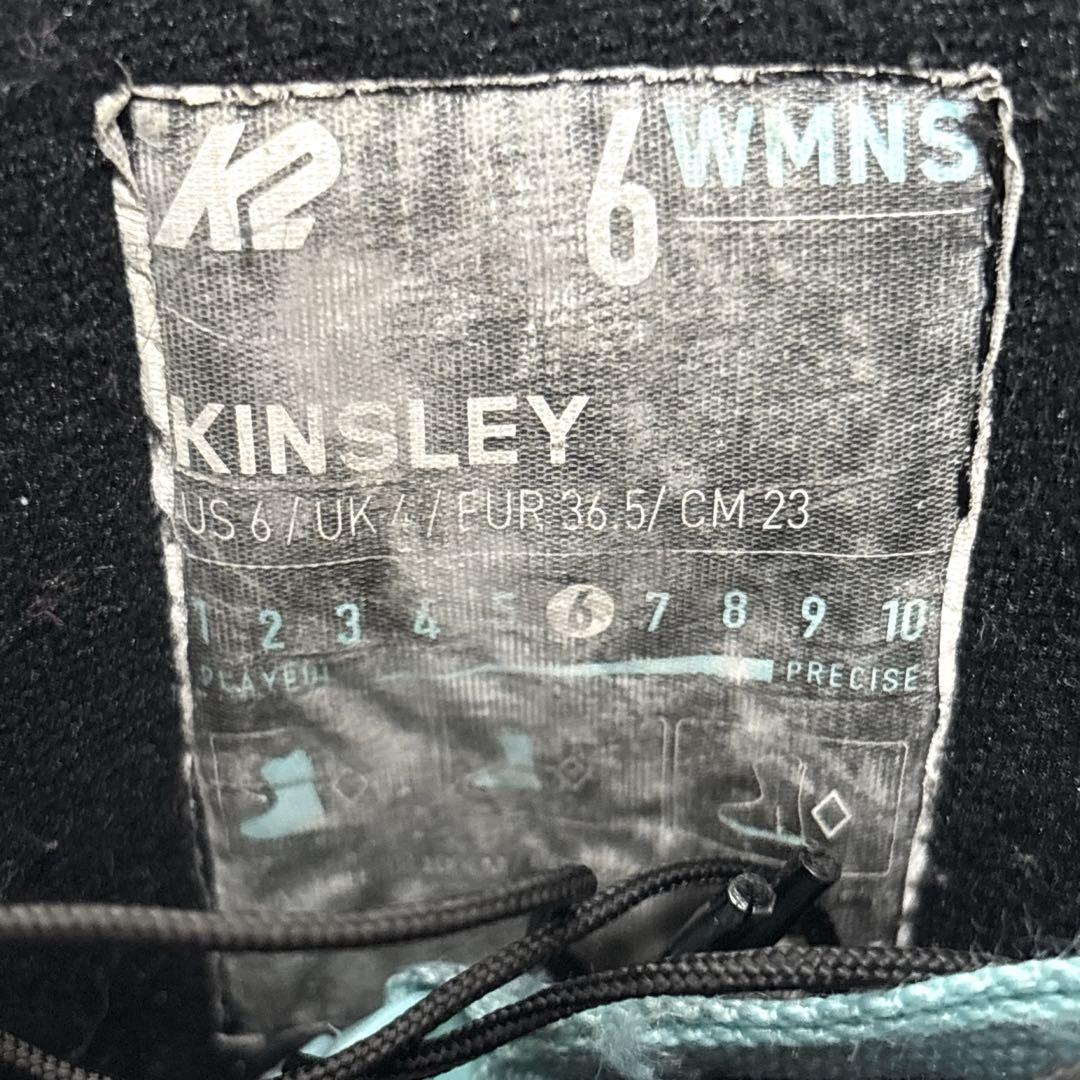 K2 6 WMNS
KINSLEY
US 6 / UK 4 / EUR 36.5 / CM 23
1 2 3 4 5 6 7 8 9 10
PLAYFUL PRECISE